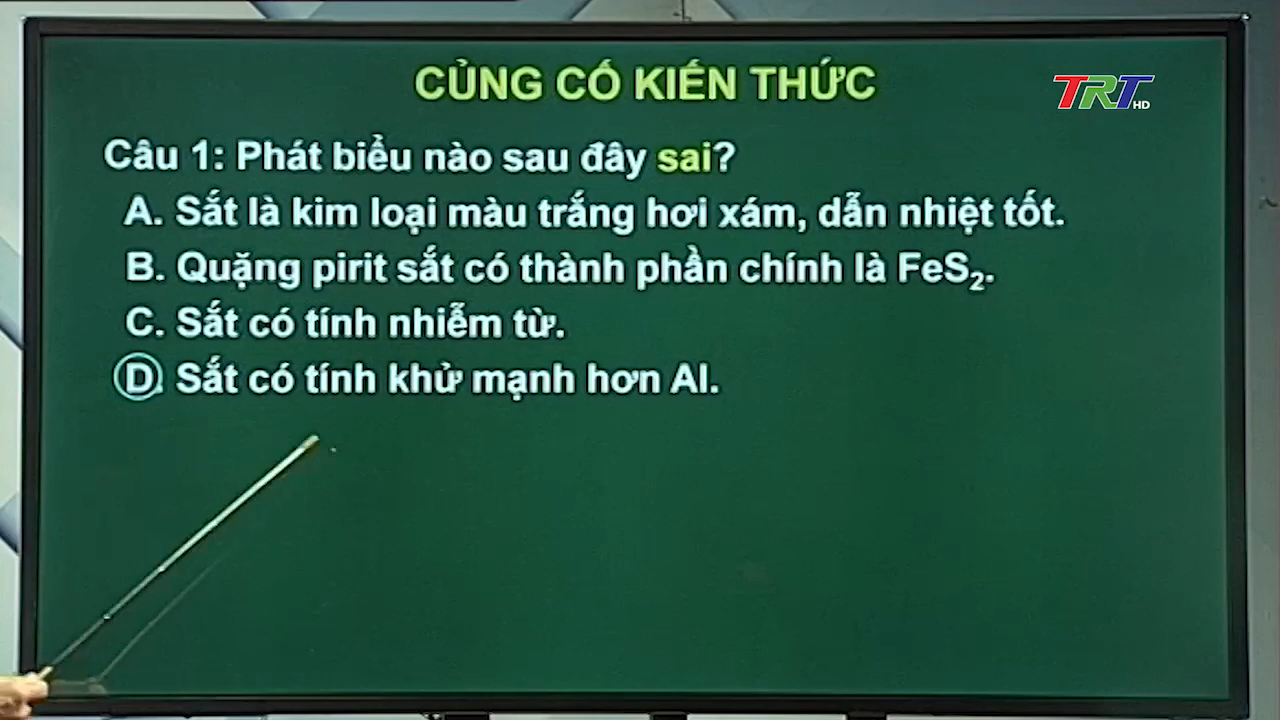 CỦNG CỐ KIẾN THỨC
TRT HD
Câu 1: Phát biểu nào sau đây sai?
A. Sắt là kim loại màu trắng hơi xám, dẫn nhiệt tốt.
B. Quặng pirit sắt có thành phần chính là FeS₂.
C. Sắt có tính nhiễm từ.
D. Sắt có tính khử mạnh hơn Al.